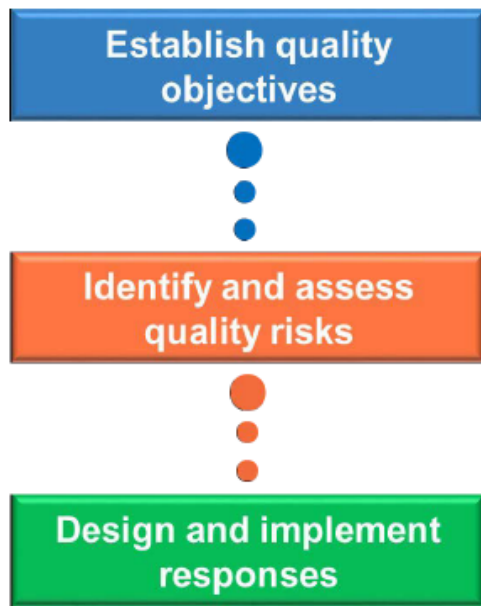 Establish quality
objectives
Identify and assess
quality risks
Design and implement
responses